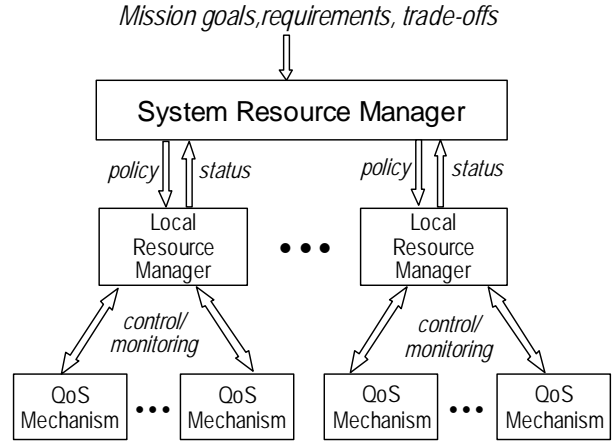 Mission goals,requirements, trade-offs
System Resource Manager
policy
status
policy
status
Local
Resource
Manager
Local
Resource
Manager
control/
monitoring
control/
monitoring
QoS
Mechanism
QoS
Mechanism
QoS
Mechanism
QoS
Mechanism